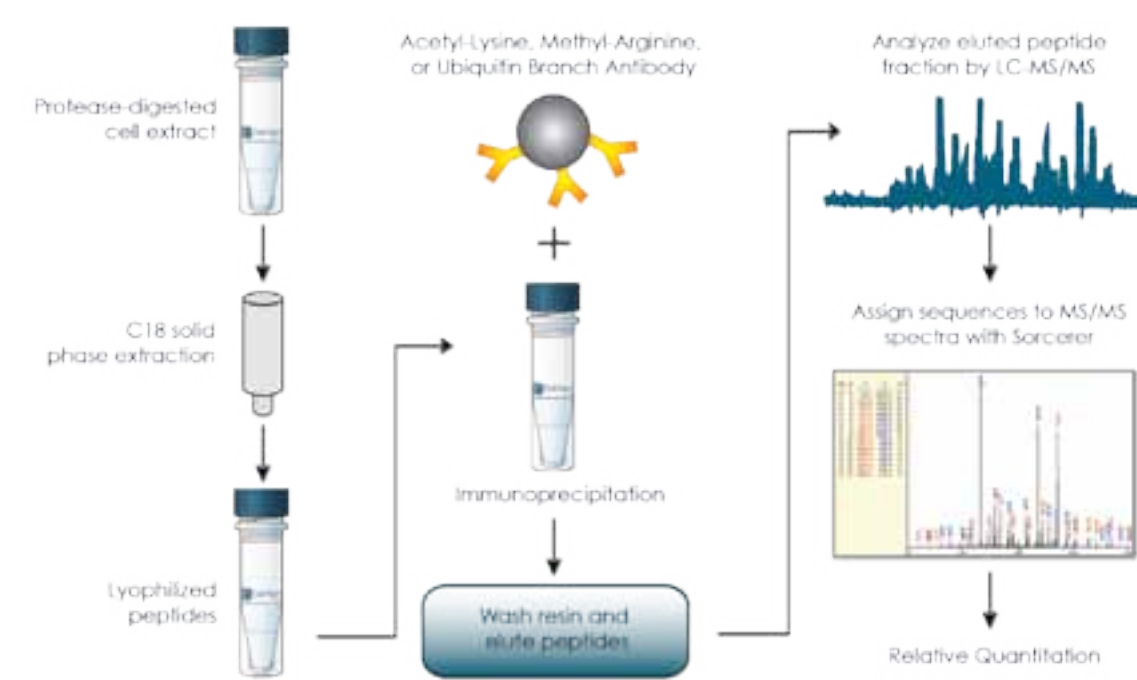 Protease-digested
cell extract
C18 solid
phase extraction
Lyophilized
peptides
Acetyl-Lysine, Methyl-Arginine,
or Ubiquitin Branch Antibody
+
Immunoprecipitation
Wash resin and
elute peptides
Analyze eluted peptide
fraction by LC-MS/MS
Assign sequences to MS/MS
spectra with Sorcerer
Relative Quantitation